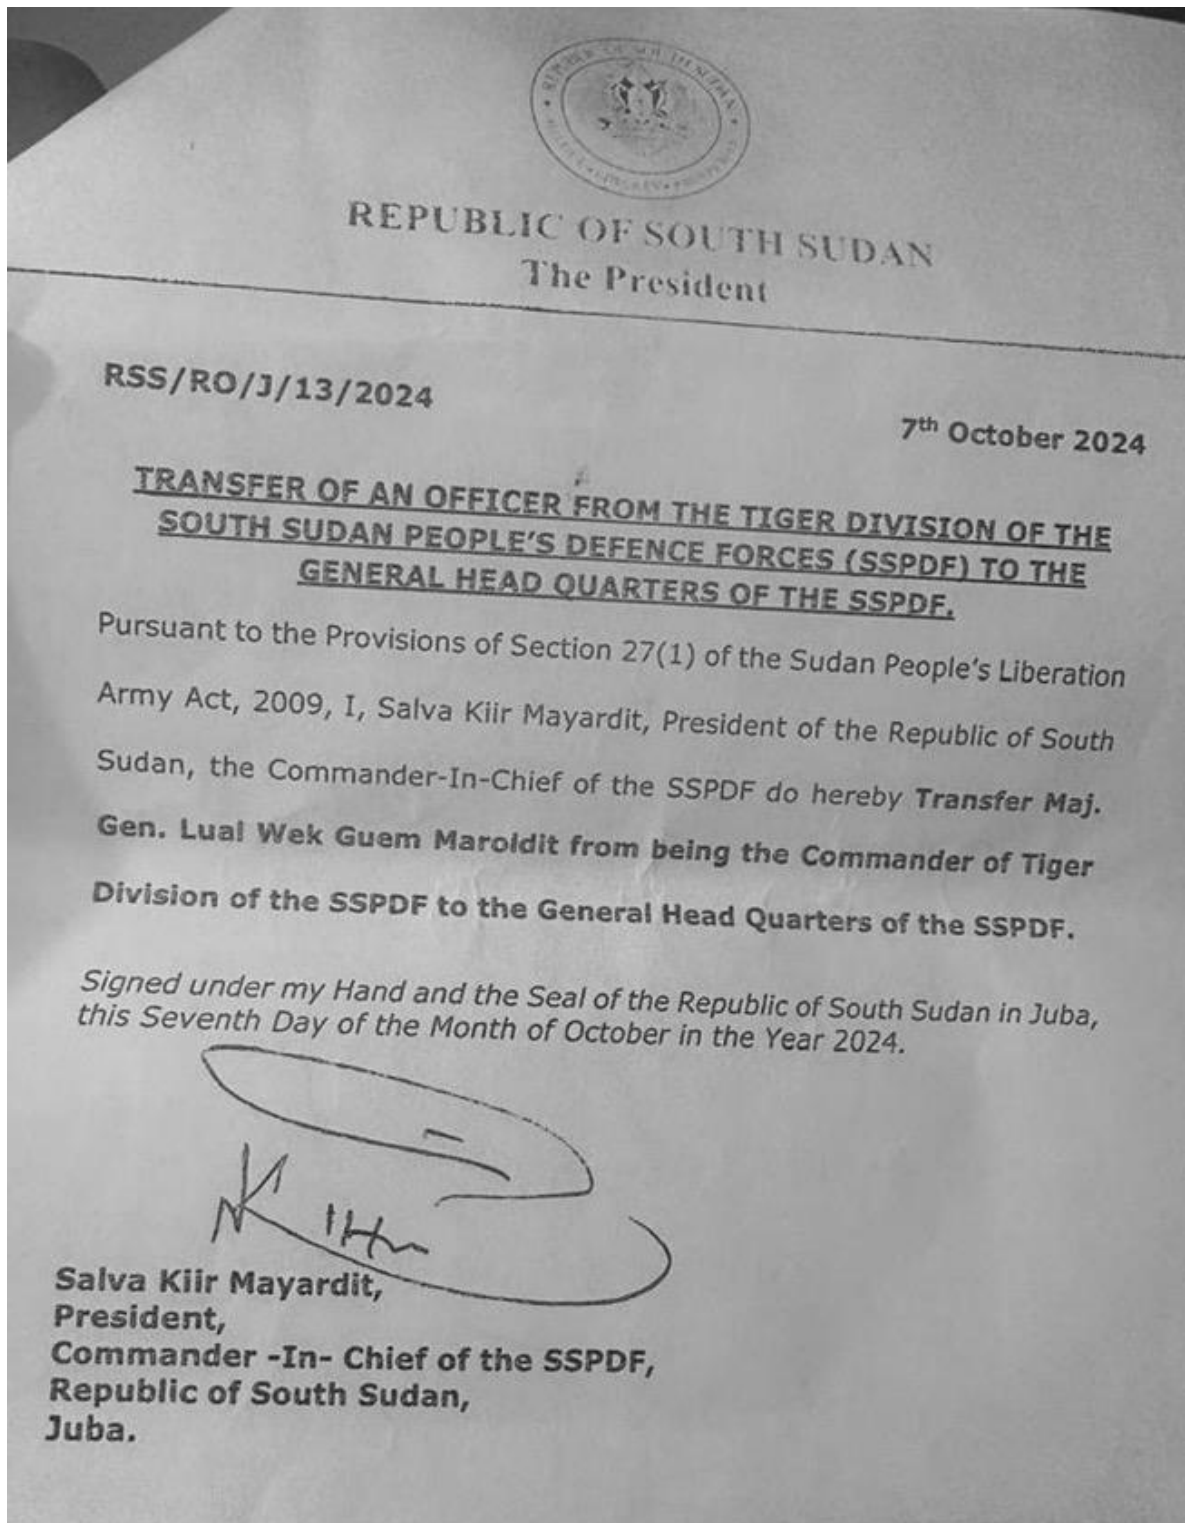 REPUBLIC OF SOUTH SUDAN
REPUBLIC OF SOUTH SUDAN
The President
RSS/RO/J/13/2024
7th October 2024
TRANSFER OF AN OFFICER FROM THE TIGER DIVISION OF THE
SOUTH SUDAN PEOPLE'S DEFENCE FORCES (SSPDF) TO THE
GENERAL HEAD QUARTERS OF THE SSPDF.
Pursuant to the Provisions of Section 27(1) of the Sudan People's Liberation
Army Act, 2009, I, Salva Kiir Mayardit, President of the Republic of South
Sudan, the Commander-In-Chief of the SSPDF do hereby Transfer Maj.
Gen. Lual Wek Guem Maroldit from being the Commander of Tiger
Division of the SSPDF to the General Head Quarters of the SSPDF.
Signed under my Hand and the Seal of the Republic of South Sudan in Juba,
this Seventh Day of the Month of October in the Year 2024.
Salva Kiir Mayardit,
President,
Commander -In- Chief of the SSPDF,
Republic of South Sudan,
Juba.